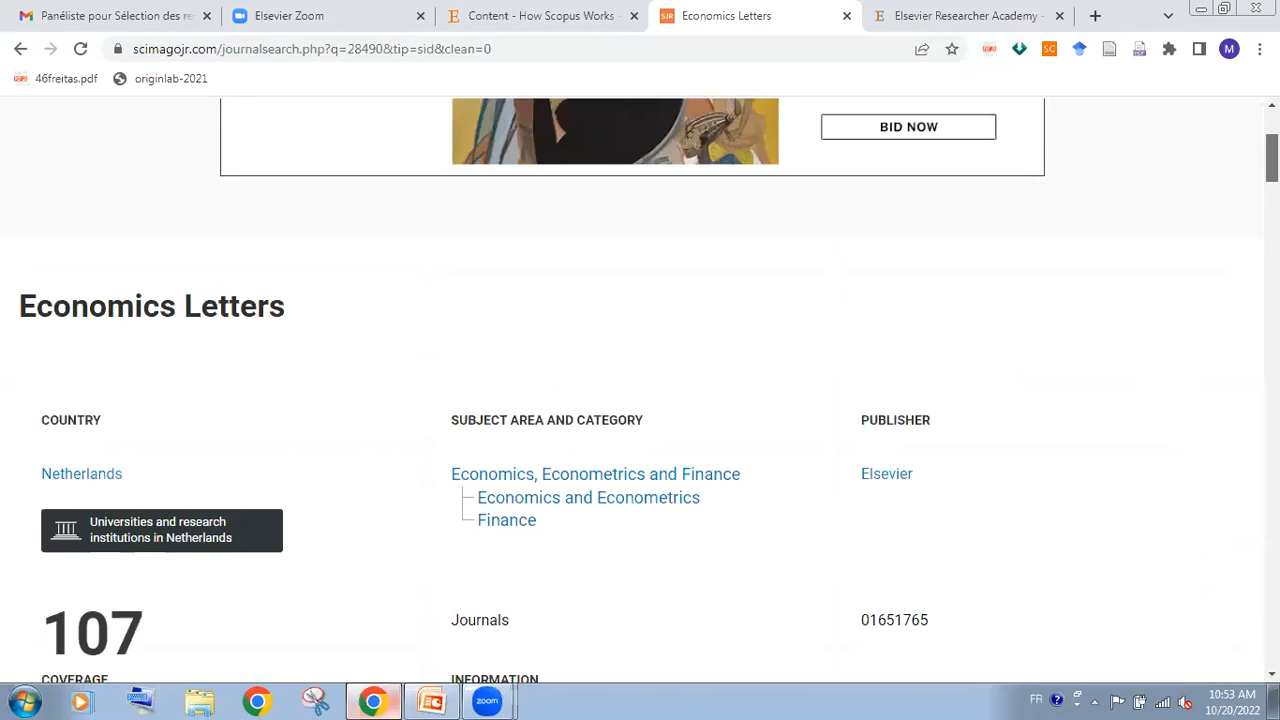 Panéliste pour Sélection des re
Elsevier Zoom
Content - How Scopus Works -
SJR
Economics Letters
Elsevier Researcher Academy -
scimagojr.com/journalsearch.php?q=28490&tip=sid&clean=0
SC
M
46freitas.pdf
originlab-2021
BID NOW
Economics Letters
COUNTRY
SUBJECT AREA AND CATEGORY
PUBLISHER
Netherlands
Economics, Econometrics and Finance
Elsevier
Economics and Econometrics
Finance
Universities and research
institutions in Netherlands
107
Journals
01651765
COVERAGE
INFORMATION
zoom
FR
10:53 AM
10/20/2022